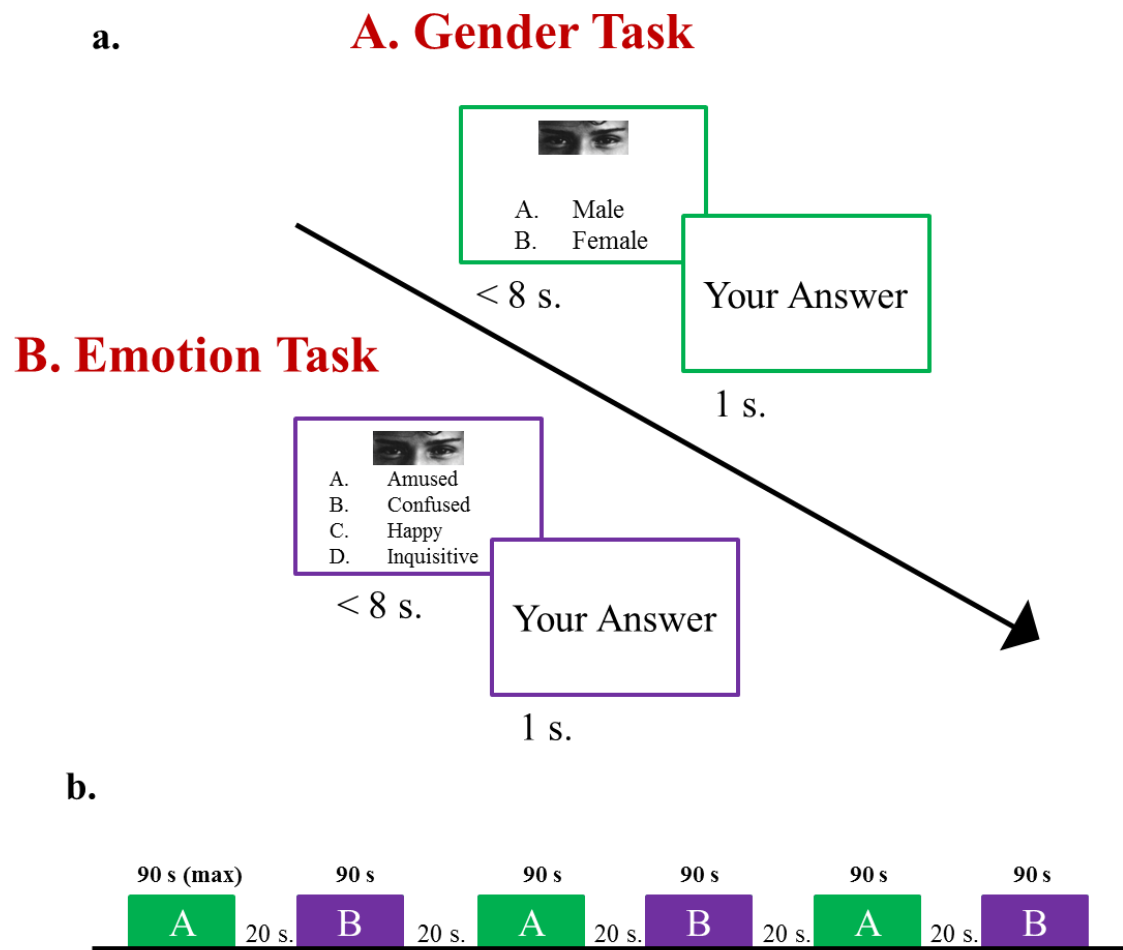 a.
A. Gender Task
A. Male
B. Female
< 8 s.
Your Answer
1 s.
B. Emotion Task
A. Amused
B. Confused
C. Happy
D. Inquisitive
< 8 s.
Your Answer
1 s.
b.
90 s (max) 90 s 90 s 90 s 90 s 90 s
A 20 s. B 20 s. A 20 s. B 20 s. A 20 s. B